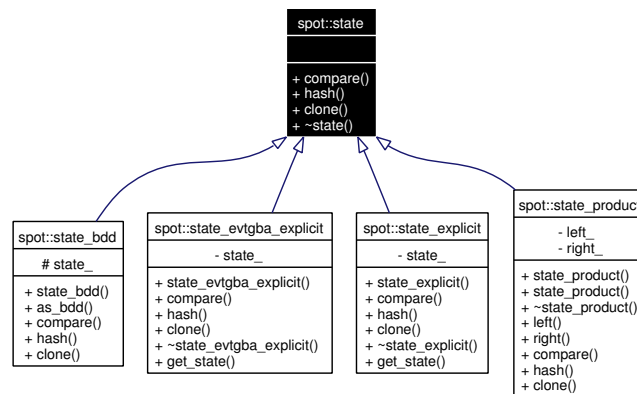 spot::state
+ compare()
+ hash()
+ clone()
+ ~state()
spot::state_bdd
# state_
+ state_bdd()
+ as_bdd()
+ compare()
+ hash()
+ clone()
spot::state_evtgba_explicit
- state_
+ state_evtgba_explicit()
+ compare()
+ hash()
+ clone()
+ ~state_evtgba_explicit()
+ get_state()
spot::state_explicit
- state_
+ state_explicit()
+ compare()
+ hash()
+ clone()
+ ~state_explicit()
+ get_state()
spot::state_product
- left_
- right_
+ state_product()
+ state_product()
+ ~state_product()
+ left()
+ right()
+ compare()
+ hash()
+ clone()